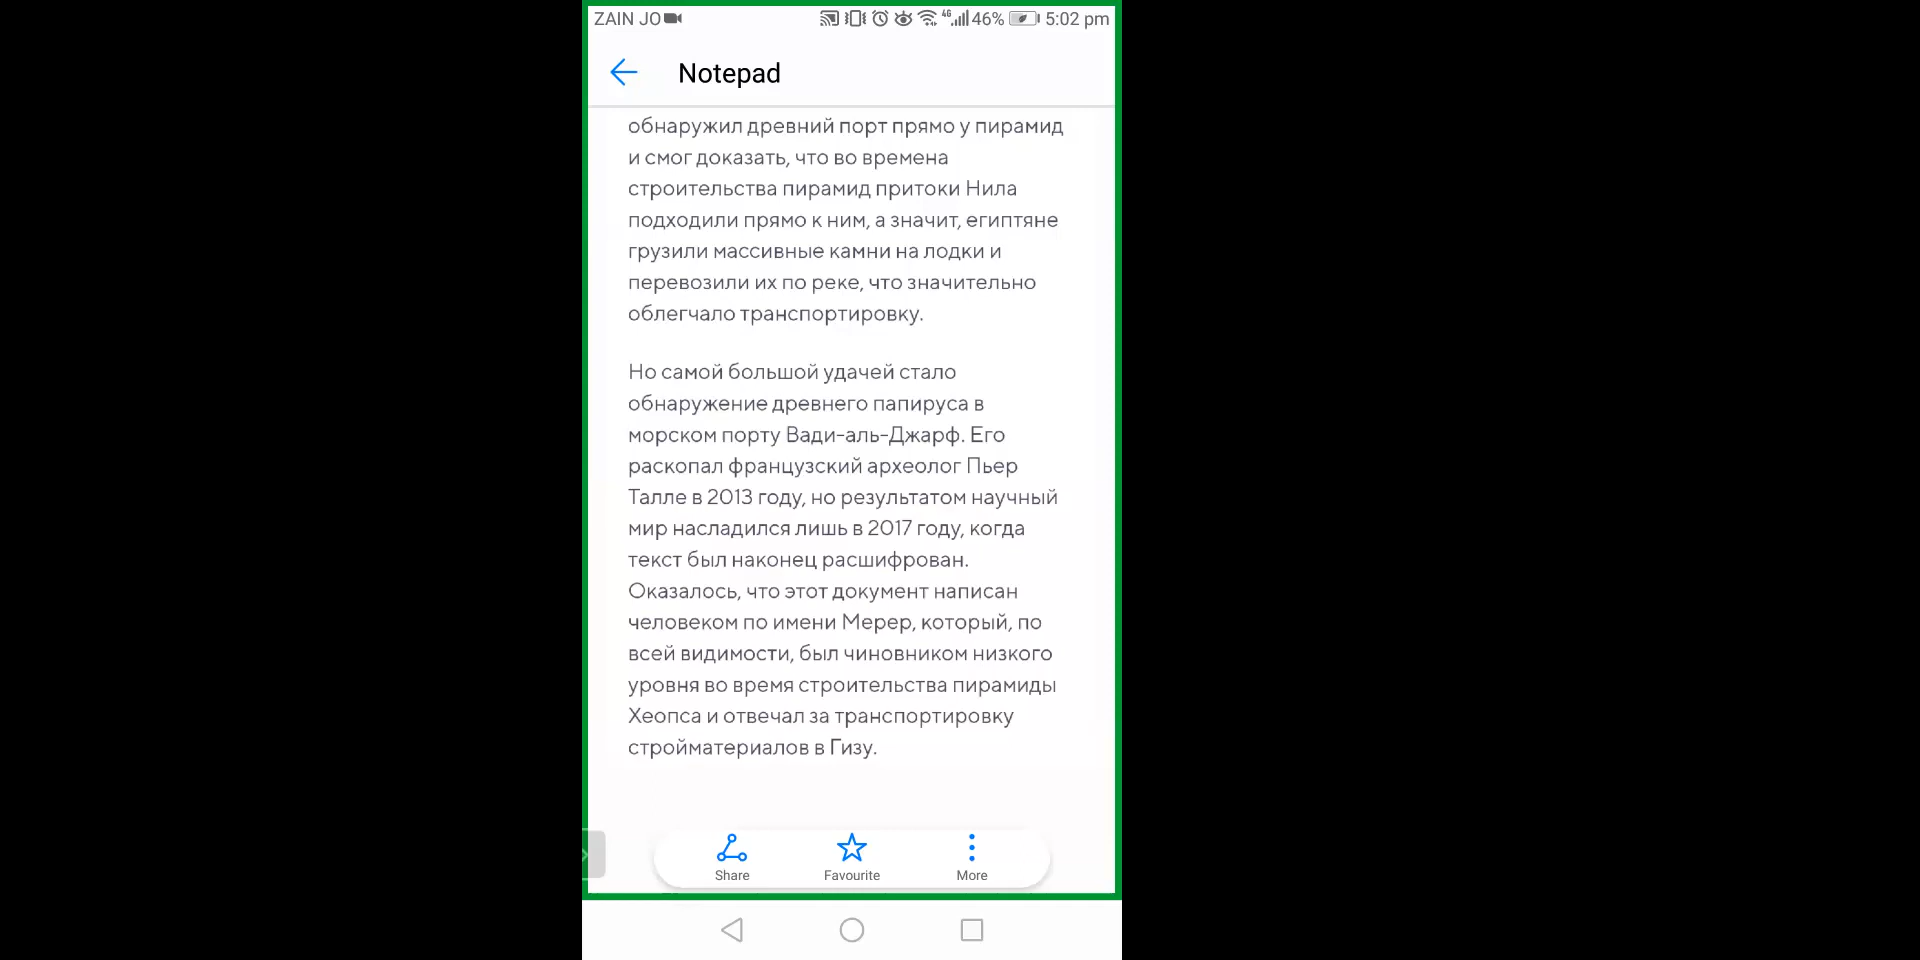 ZAIN JO 4G 46% 5:02 pm
Notepad
обнаружил древний порт прямо у пирамид
и смог доказать, что во времена
строительства пирамид притоки Нила
подходили прямо к ним, а значит, египтяне
грузили массивные камни на лодки и
перевозили их по реке, что значительно
облегчало транспортировку.
Но самой большой удачей стало
обнаружение древнего папируса в
морском порту Вади-аль-Джарф. Его
раскопал французский археолог Пьер
Талле в 2013 году, но результатом научный
мир насладился лишь в 2017 году, когда
текст был наконец расшифрован.
Оказалось, что этот документ написан
человеком по имени Мерер, который, по
всей видимости, был чиновником низкого
уровня во время строительства пирамиды
Хеопса и отвечал за транспортировку
стройматериалов в Гизу.
Share Favourite More